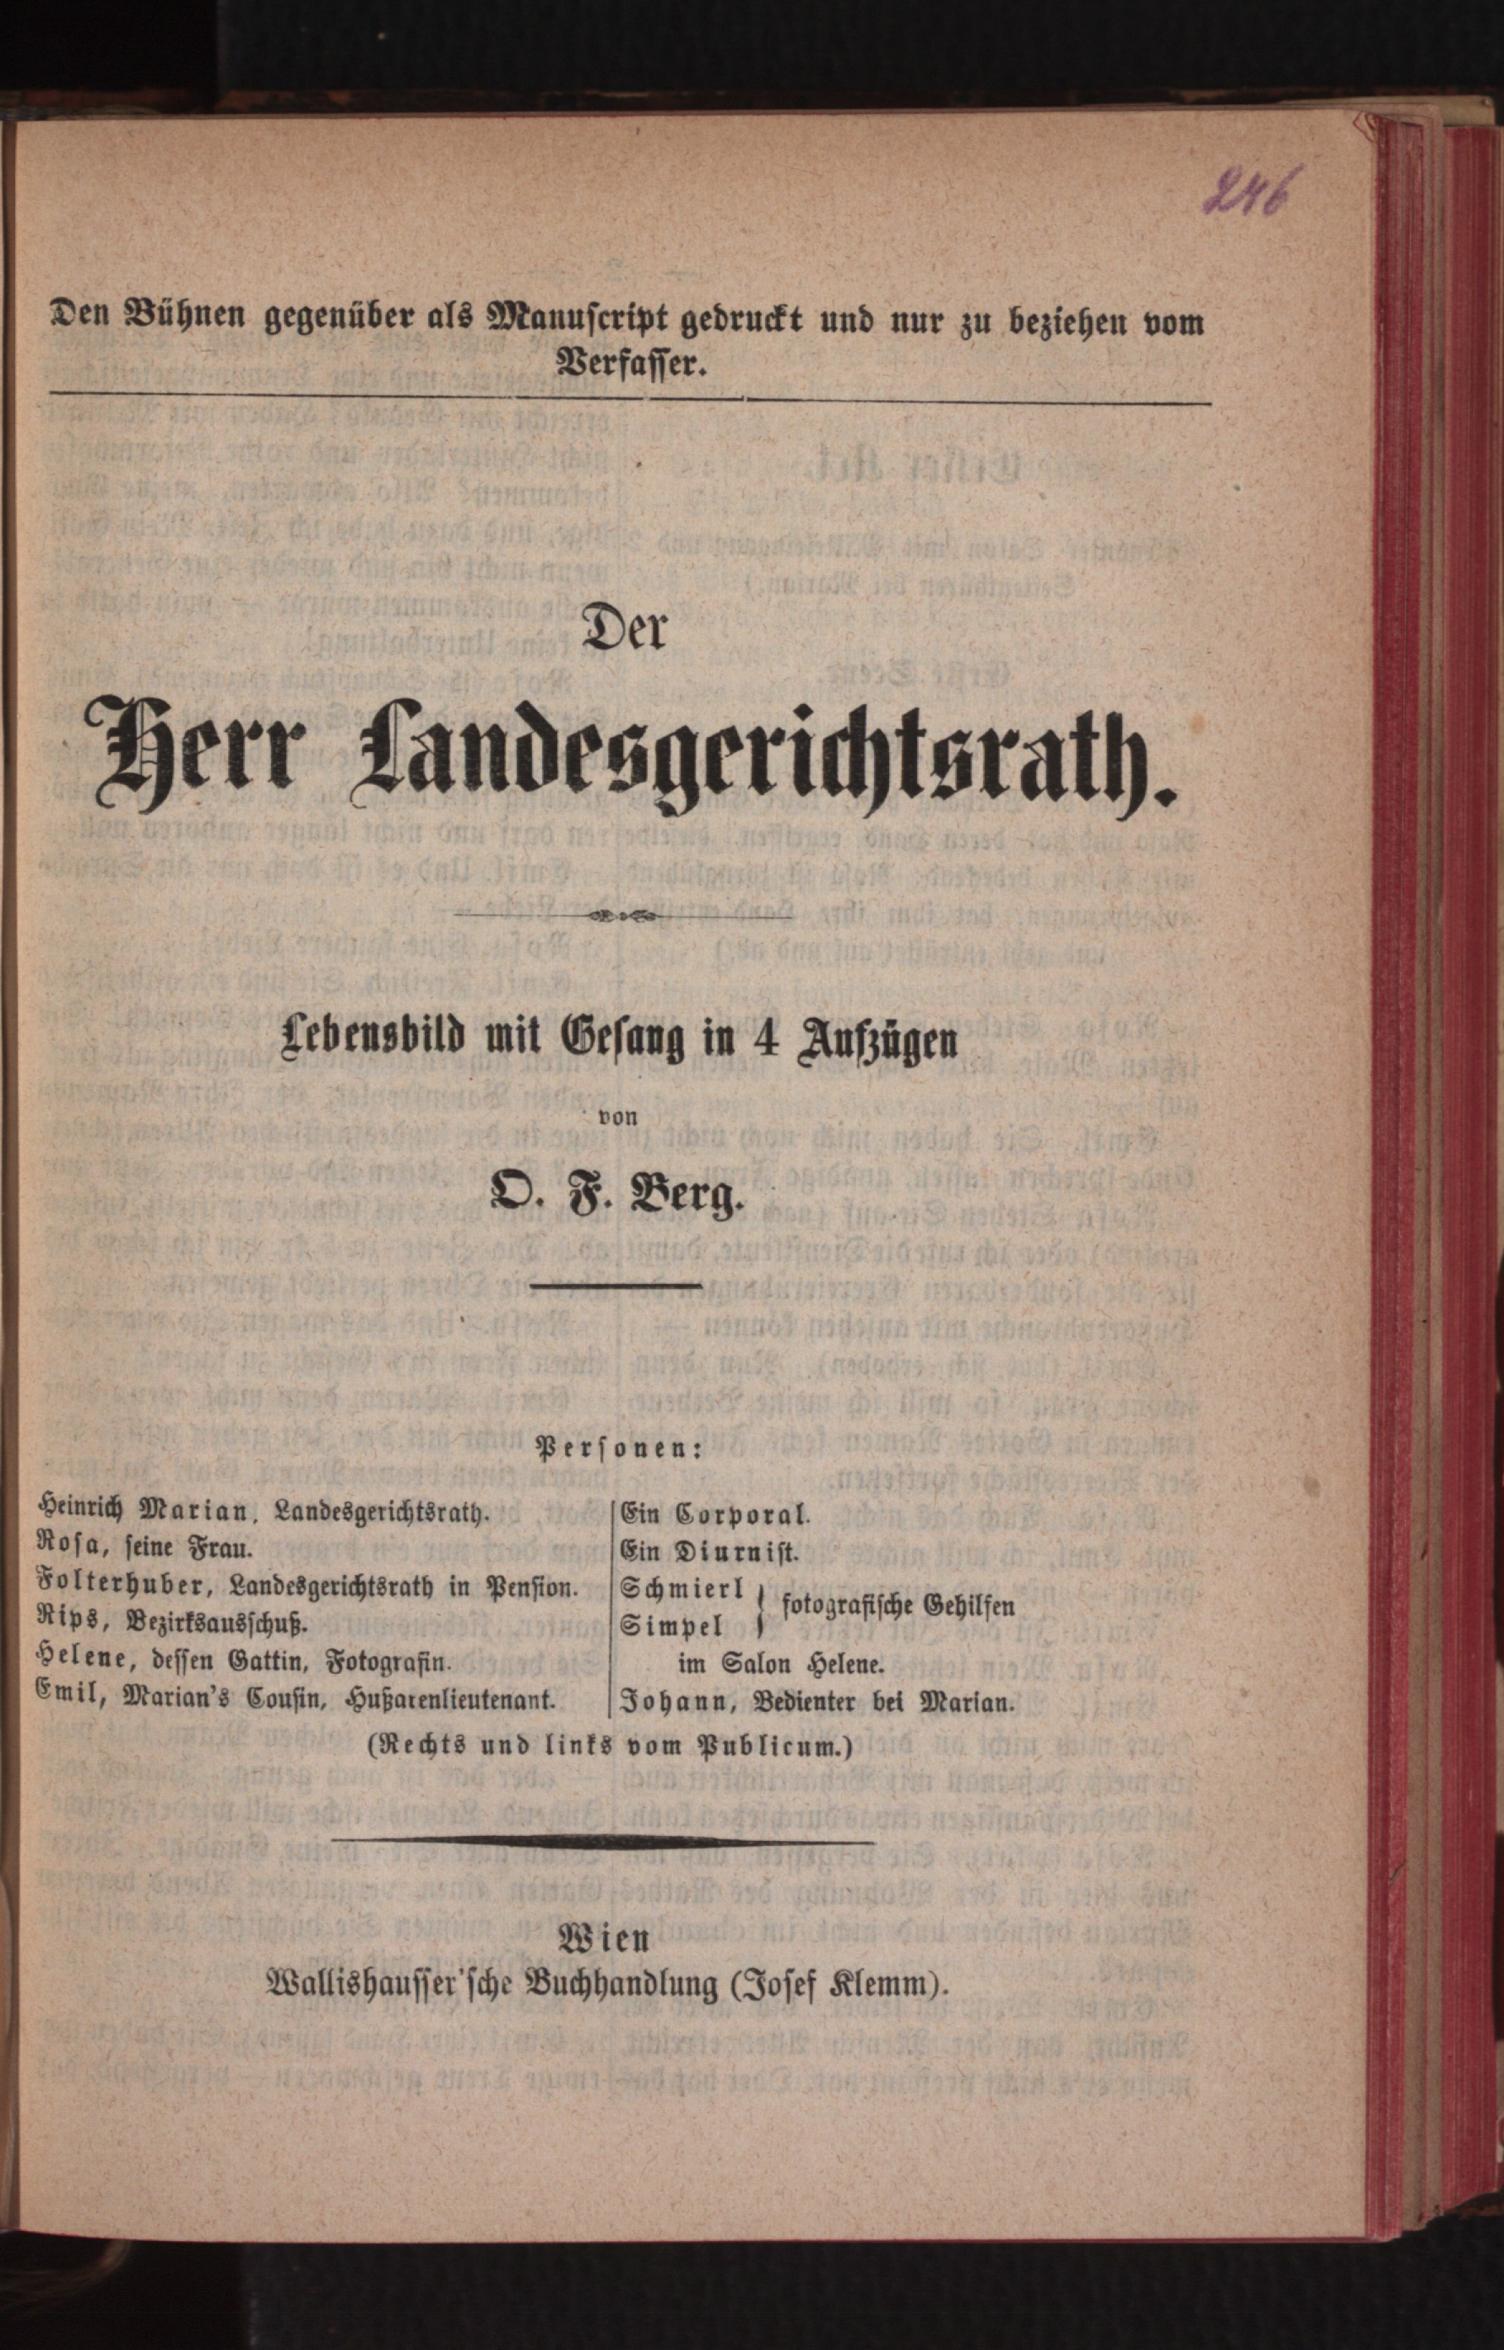 246
Den Bühnen gegenüber als Manuscript gedruckt und nur zu beziehen vom
Verfasser.
Der
Herr Landesgerichtsrath.
Lebensbild mit Gesang in 4 Aufzügen
von
O. F. Berg.
Personen:
Heinrich Marian, Landesgerichtsrath.
Rosa, seine Frau.
Folterhuber, Landesgerichtsrath in Pension.
Rips, Bezirksausschuß.
Helene, dessen Gattin, Fotografin.
Emil, Marian's Cousin, Hußarenlieutenant.
Ein Corporal.
Ein Diurnist.
Schmierl
Simpel
fotografische Gehilfen
im Salon Helene.
Johann, Bedienter bei Marian.
(Rechts und links vom Publicum.)
Wien
Wallishausser'sche Buchhandlung (Josef Klemm).